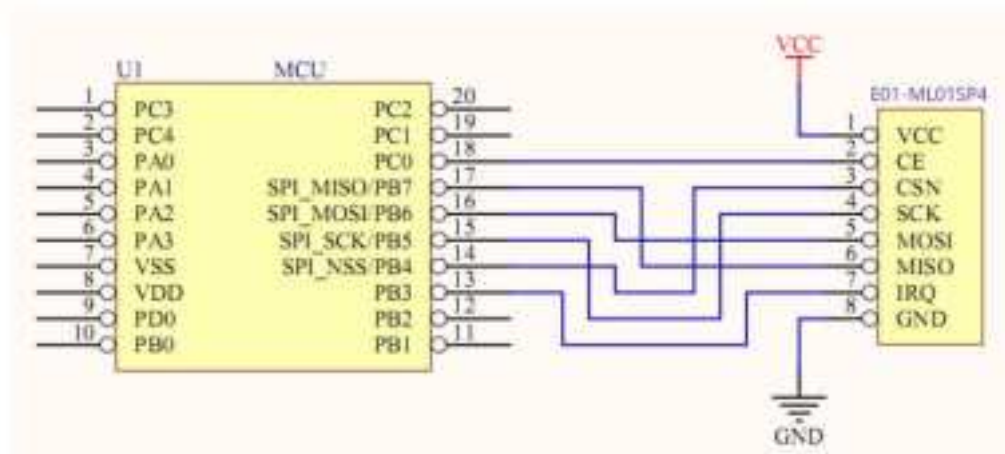 VCC
U1 MCU
E01-ML01SP4
1 PC3 PC2 20
2 PC4 PC1 19
3 PA0 PC0 18
4 PA1 SPI_MISO/PB7 17
5 PA2 SPI_MOSI/PB6 16
6 PA3 SPI_SCK/PB5 15
7 VSS SPI_NSS/PB4 14
8 VDD PB3 13
9 PD0 PB2 12
10 PB0 PB1 11
1 VCC
2 CE
3 CSN
4 SCK
5 MOSI
6 MISO
7 IRQ
8 GND
GND